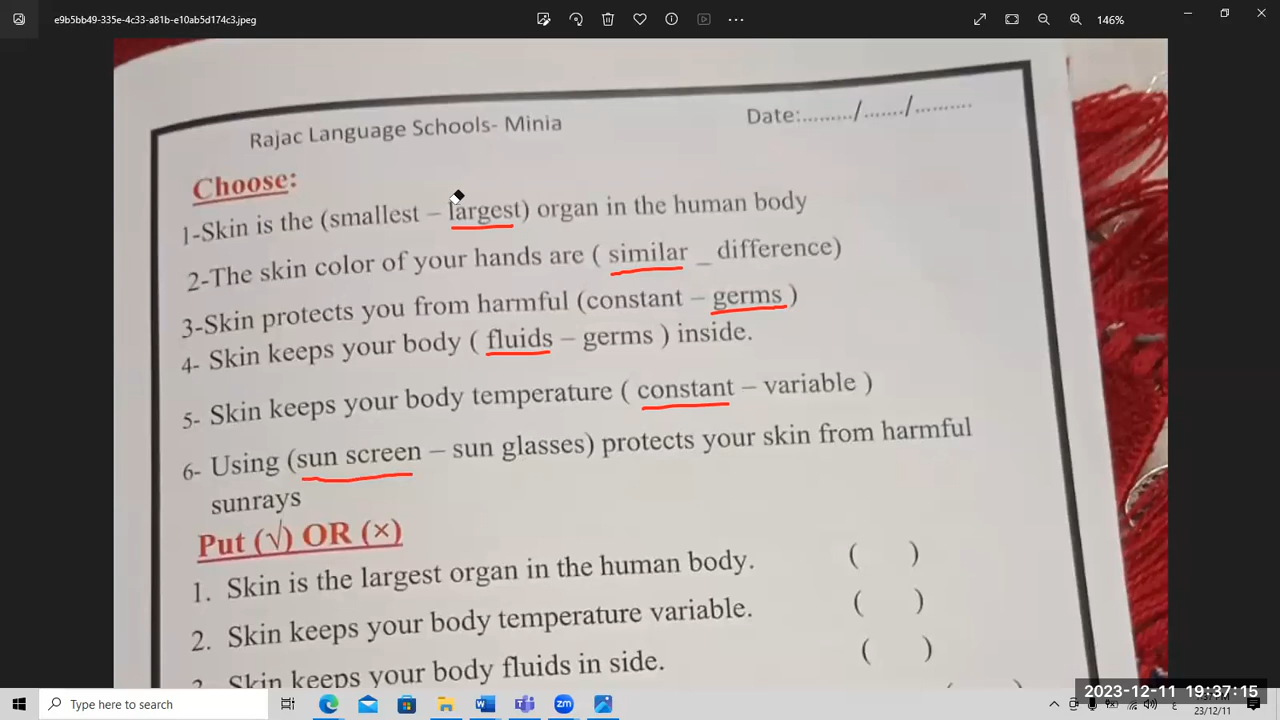 e9b5bb49-335e-4c33-a81b-e10ab5d174c3.jpeg
146%
Rajac Language Schools- Minia
Date:........./......./..........
Choose:
1-Skin is the (smallest – largest) organ in the human body
2-The skin color of your hands are ( similar _ difference)
3-Skin protects you from harmful (constant – germs )
4- Skin keeps your body ( fluids – germs ) inside.
5- Skin keeps your body temperature ( constant – variable )
6- Using (sun screen – sun glasses) protects your skin from harmful
sunrays
Put (√) OR (×)
1. Skin is the largest organ in the human body. ( )
2. Skin keeps your body temperature variable. ( )
Skin keeps your body fluids in side. ( )
Type here to search
2023-12-11 19:37:15
23/12/11